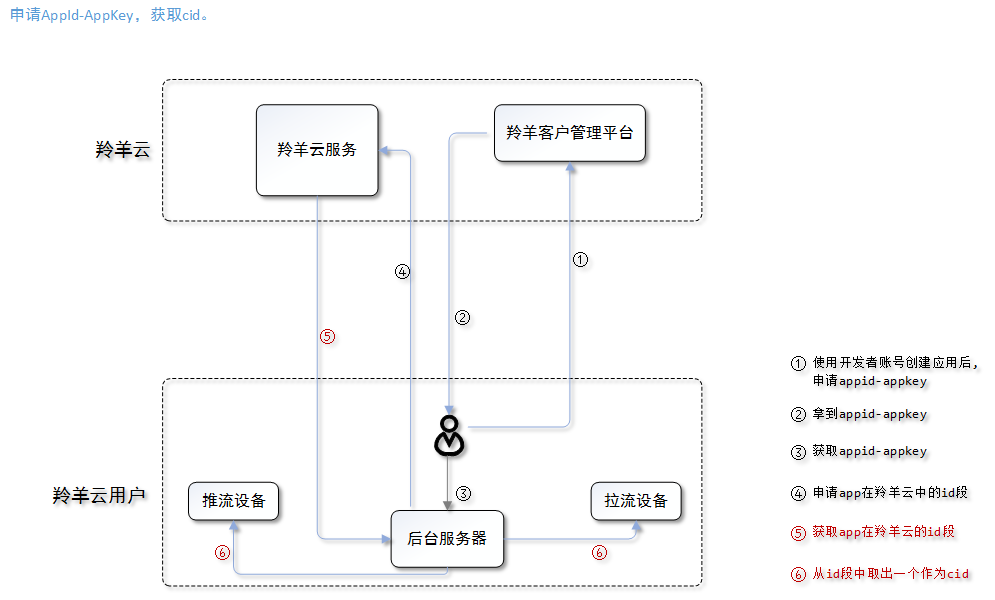 申请AppId-AppKey，获取cid。
羚羊云
羚羊云服务
羚羊客户管理平台
①
④
②
⑤
羚羊云用户
推流设备
③
拉流设备
后台服务器
⑥
⑥
① 使用开发者账号创建应用后，
申请appid-appkey
② 拿到appid-appkey
③ 获取appid-appkey
④ 申请app在羚羊云中的id段
⑤ 获取app在羚羊云的id段
⑥ 从id段中取出一个作为cid